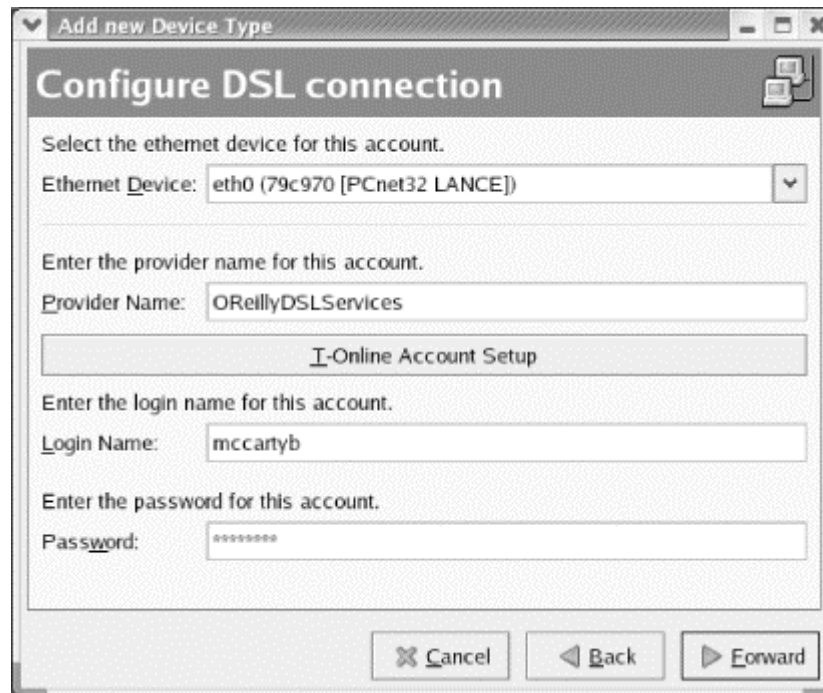 Add new Device Type
Configure DSL connection
Select the ethernet device for this account.
Ethernet Device: eth0 (79c970 [PCnet32 LANCE])
Enter the provider name for this account.
Provider Name: OReillyDSLServices
T-Online Account Setup
Enter the login name for this account.
Login Name: mccartyb
Enter the password for this account.
Password: ********
Cancel Back Forward